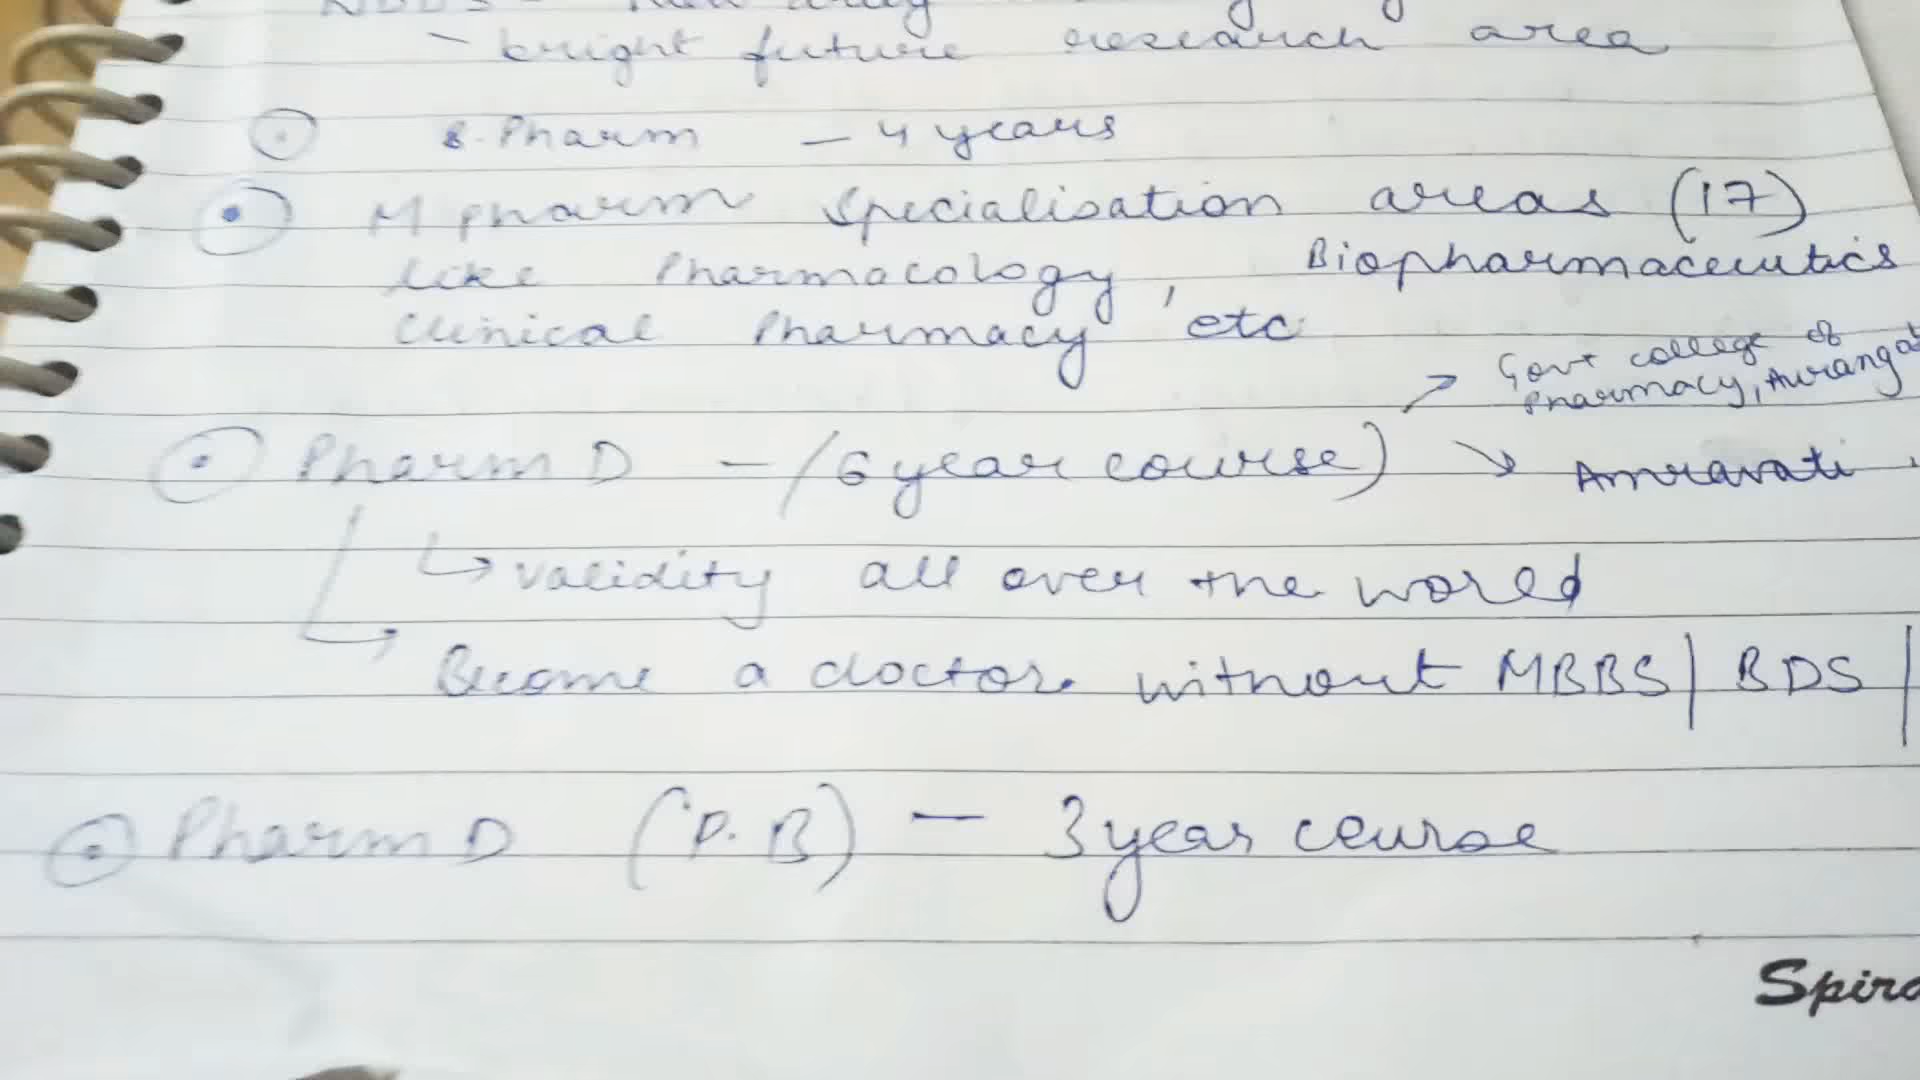 - bright future research area
B. Pharm - 4 years
M pharm specialisation areas (17)
like Pharmacology, Biopharmaceutics
Clinical Pharmacy, etc
Govt college of
Pharmacy, Aurangab
Pharm D - (6 year course) Amravati
validity all over the world
Become a doctor without MBBS | BDS |
Pharm D (P.B) - 3 year course